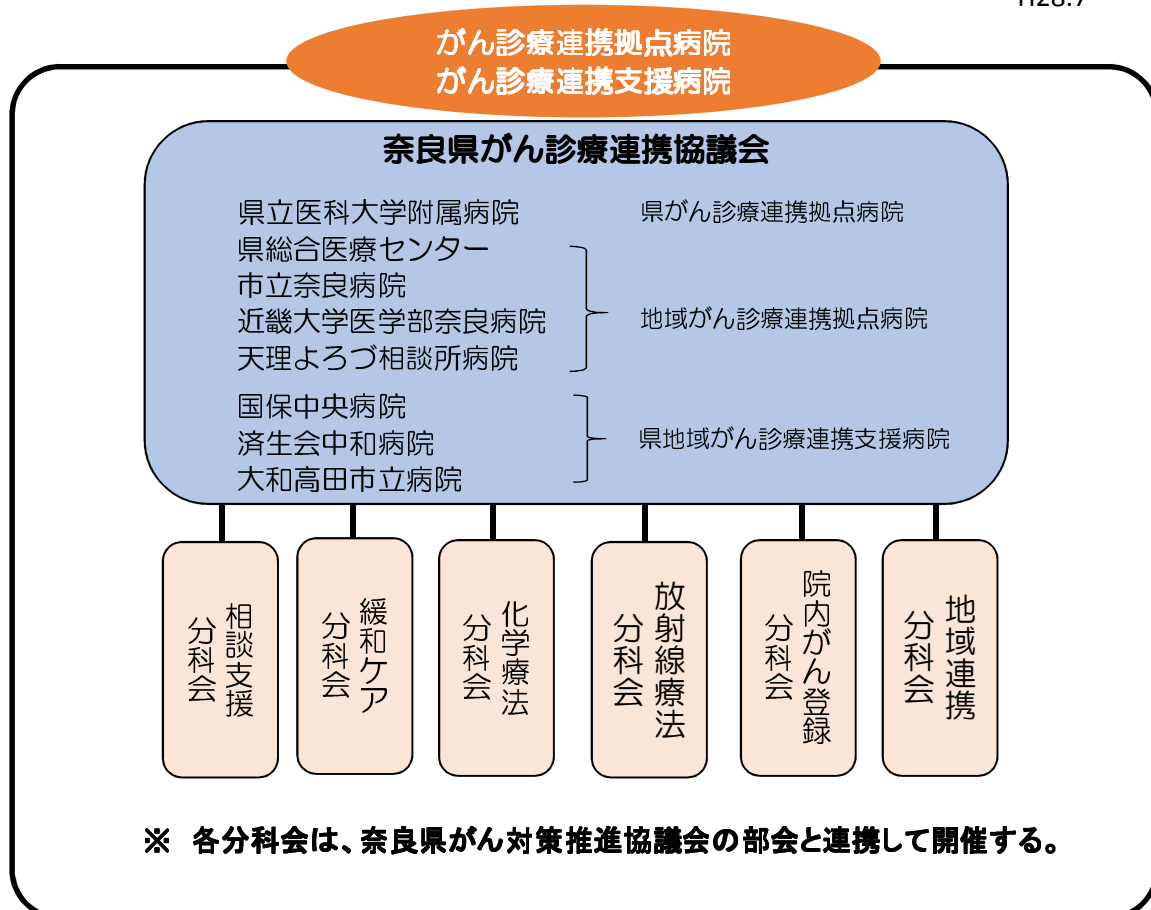 H28.7
がん診療連携拠点病院
がん診療連携支援病院
奈良県がん診療連携協議会
県立医科大学附属病院 県がん診療連携拠点病院
県総合医療センター
市立奈良病院
近畿大学医学部奈良病院 地域がん診療連携拠点病院
天理よろづ相談所病院
国保中央病院
済生会中和病院 県地域がん診療連携支援病院
大和高田市立病院
相談支援
分科会
緩和ケア
分科会
化学療法
分科会
放射線療法
分科会
院内がん登録
分科会
地域連携
分科会
※ 各分科会は、奈良県がん対策推進協議会の部会と連携して開催する。